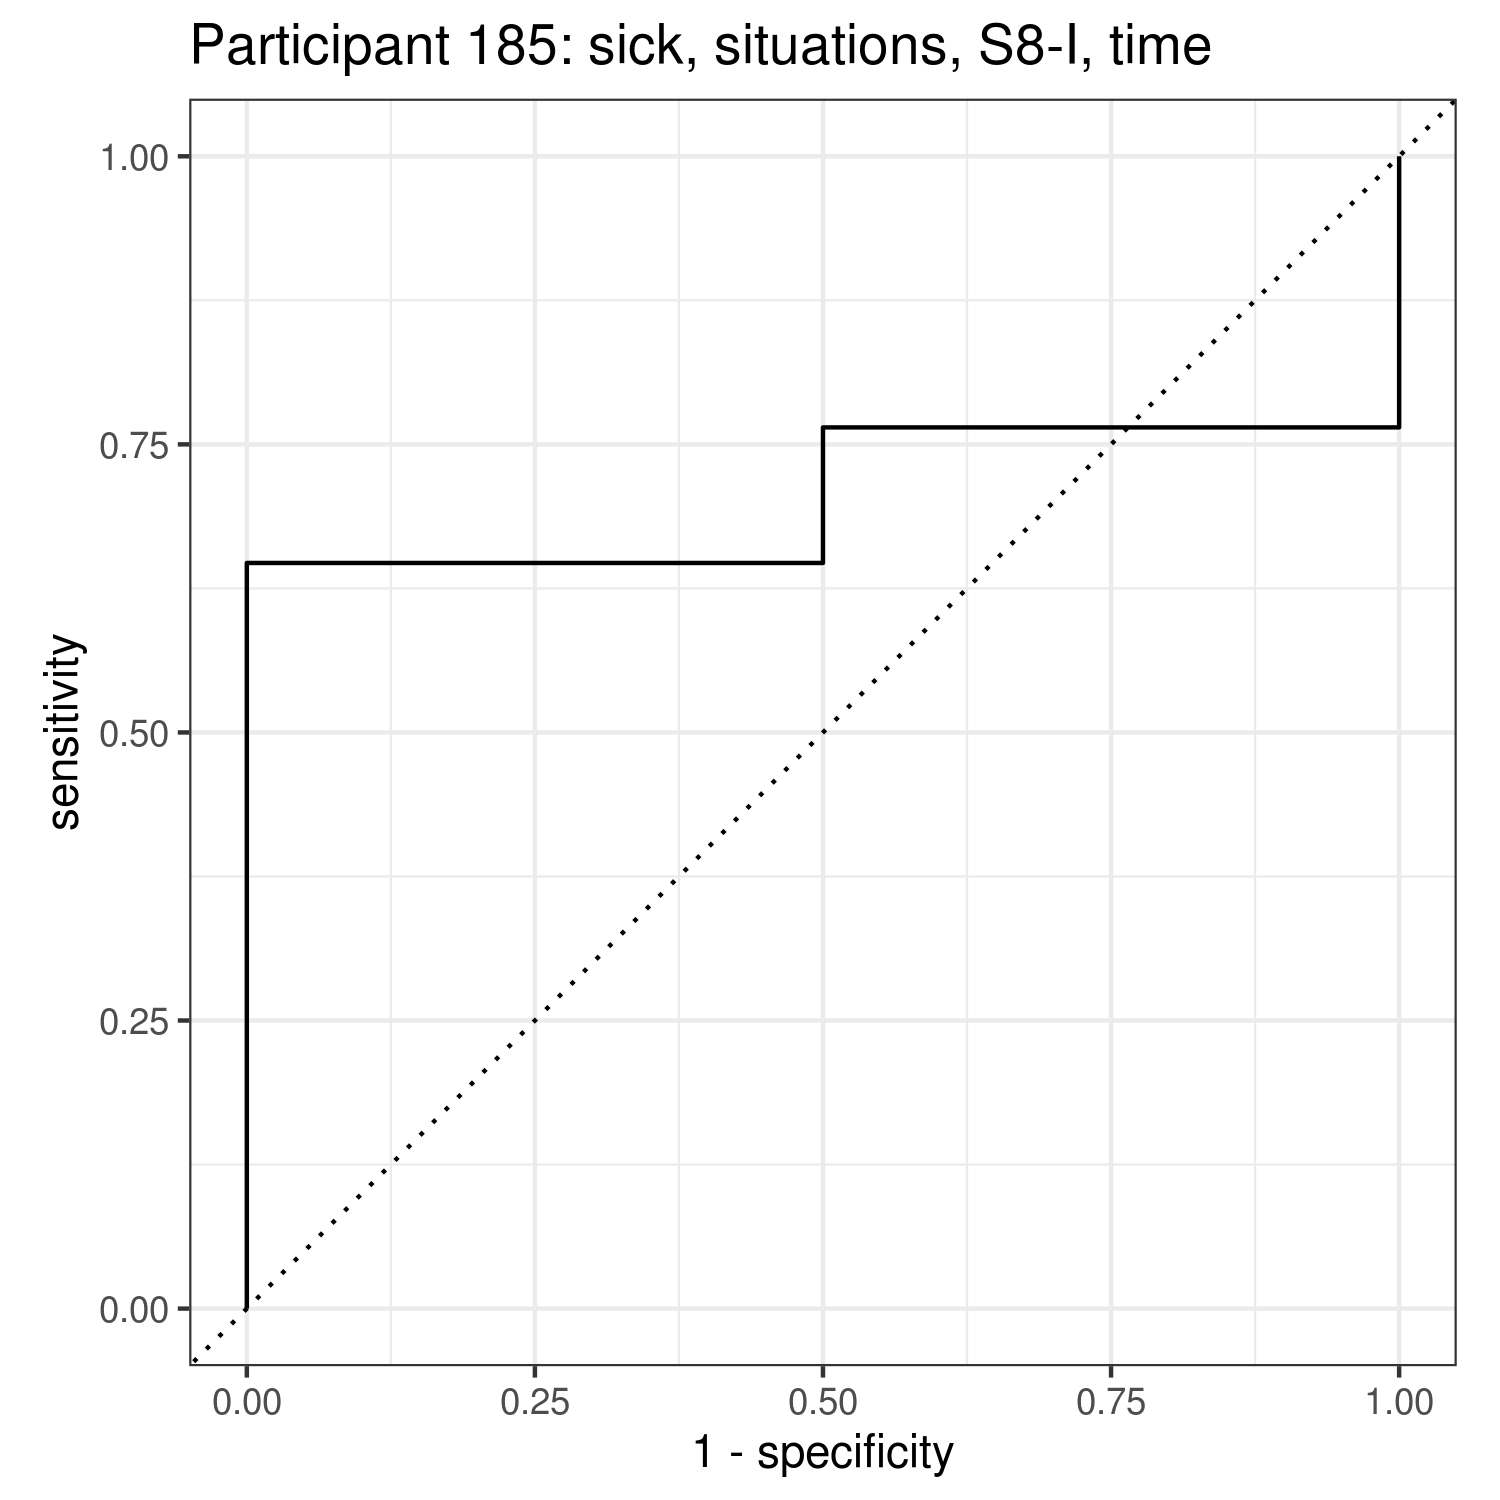 Participant 185: sick, situations, S8-I, time
1.00
0.75
0.50
0.25
0.00
sensitivity
0.00 0.25 0.50 0.75 1.00
1 - specificity